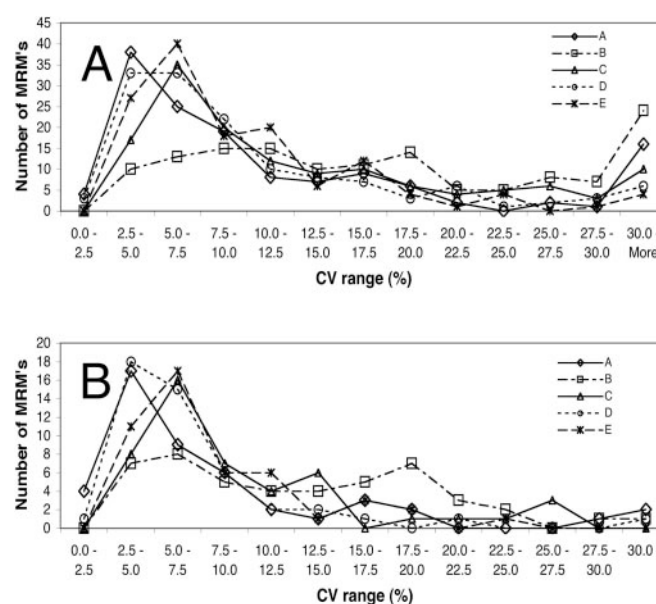 A
Number of MRM's
45
40
35
30
25
20
15
10
5
0
A
B
C
D
E
0.0 - 2.5 - 5.0 - 7.5 - 10.0 - 12.5 - 15.0 - 17.5 - 20.0 - 22.5 - 25.0 - 27.5 - 30.0
2.5 5.0 7.5 10.0 12.5 15.0 17.5 20.0 22.5 25.0 27.5 30.0 More
CV range (%)
B
Number of MRM's
20
18
16
14
12
10
8
6
4
2
0
A
B
C
D
E
0.0 - 2.5 - 5.0 - 7.5 - 10.0 - 12.5 - 15.0 - 17.5 - 20.0 - 22.5 - 25.0 - 27.5 - 30.0
2.5 5.0 7.5 10.0 12.5 15.0 17.5 20.0 22.5 25.0 27.5 30.0
CV range (%)